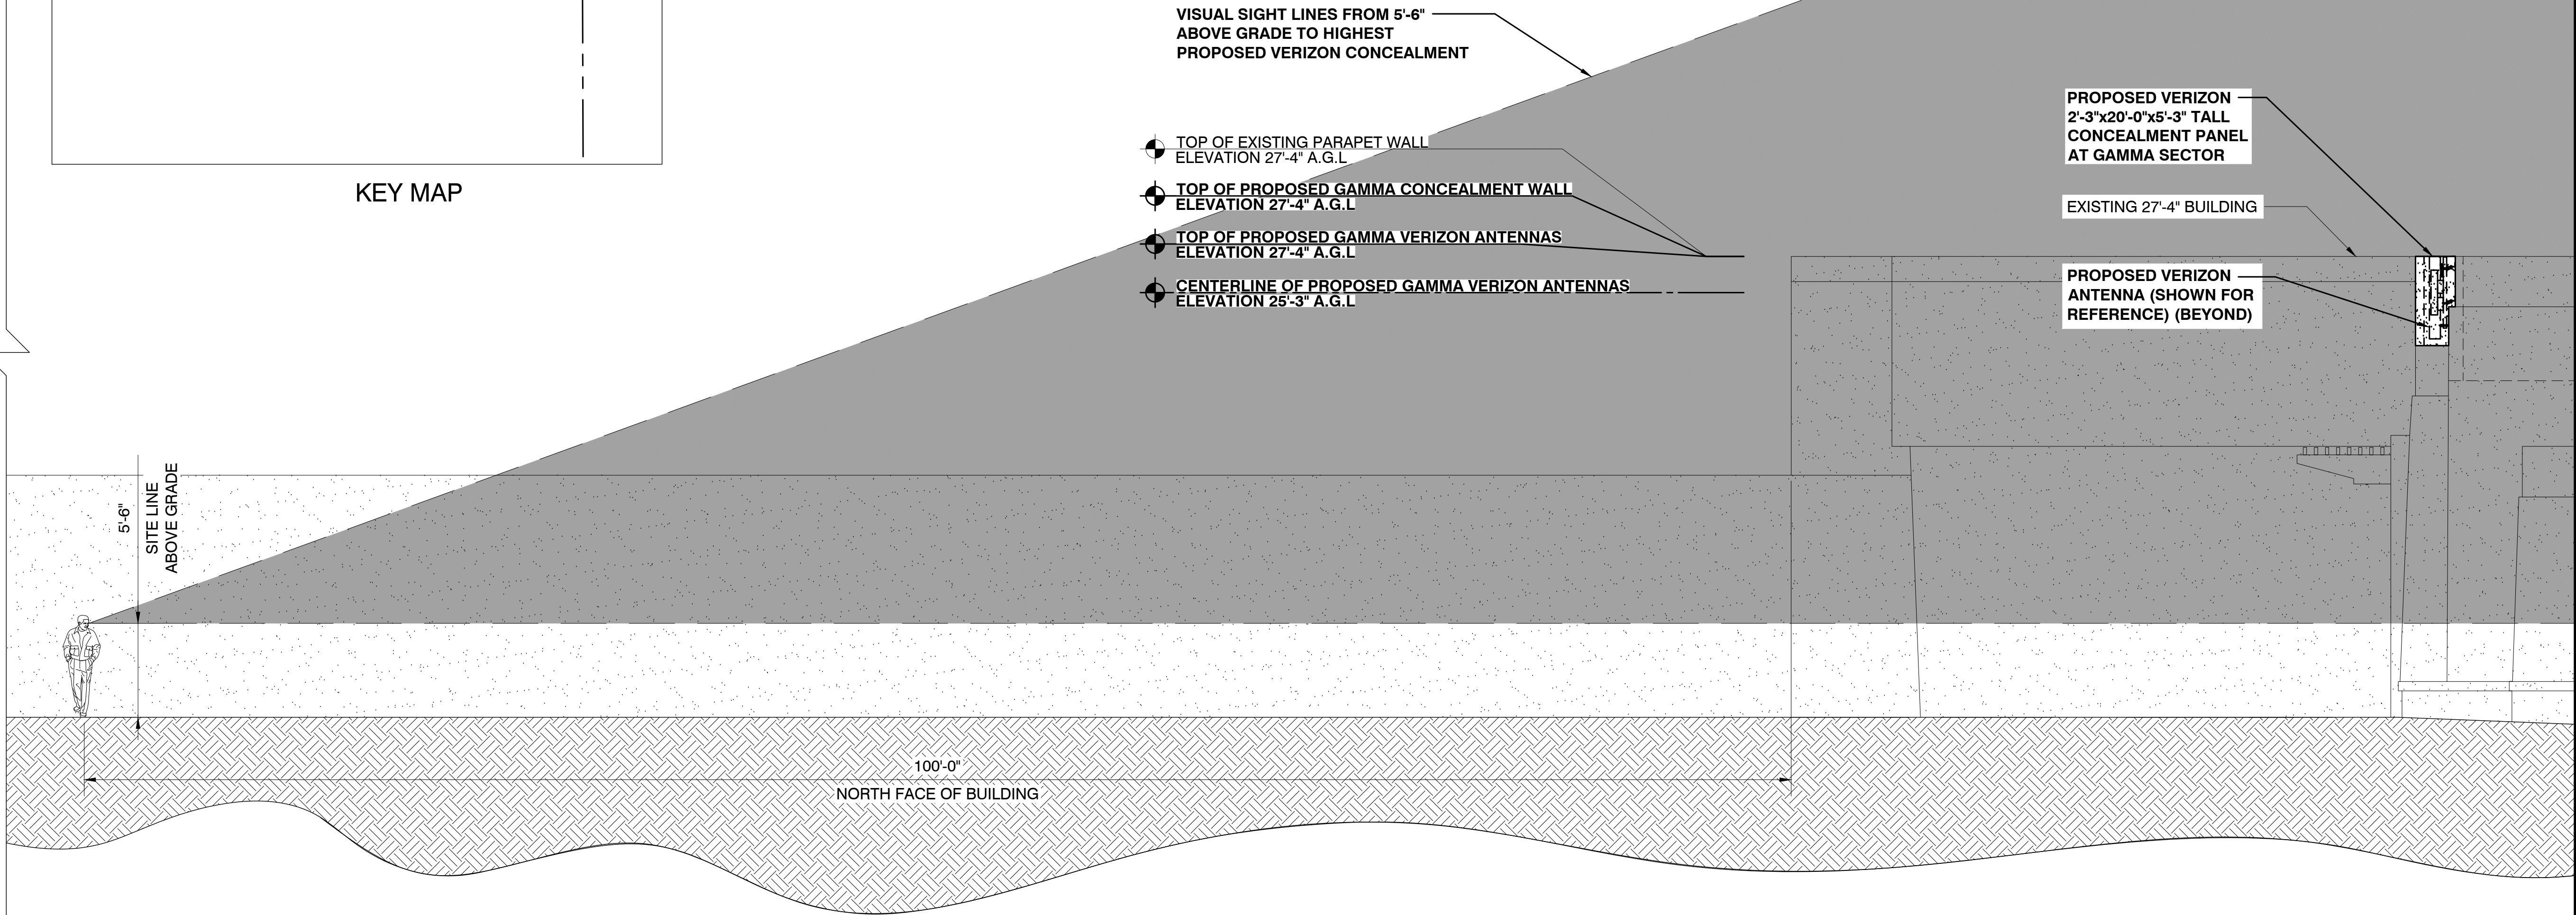 VISUAL SIGHT LINES FROM 5'-6"
ABOVE GRADE TO HIGHEST
PROPOSED VERIZON CONCEALMENT
KEY MAP
TOP OF EXISTING PARAPET WALL
ELEVATION 27'-4" A.G.L
TOP OF PROPOSED GAMMA CONCEALMENT WALL
ELEVATION 27'-4" A.G.L
TOP OF PROPOSED GAMMA VERIZON ANTENNAS
ELEVATION 27'-4" A.G.L
CENTERLINE OF PROPOSED GAMMA VERIZON ANTENNAS
ELEVATION 25'-3" A.G.L
PROPOSED VERIZON
2'-3"x20'-0"x5'-3" TALL
CONCEALMENT PANEL
AT GAMMA SECTOR
EXISTING 27'-4" BUILDING
PROPOSED VERIZON
ANTENNA (SHOWN FOR
REFERENCE) (BEYOND)
5'-6"
SITE LINE
ABOVE GRADE
100'-0"
NORTH FACE OF BUILDING